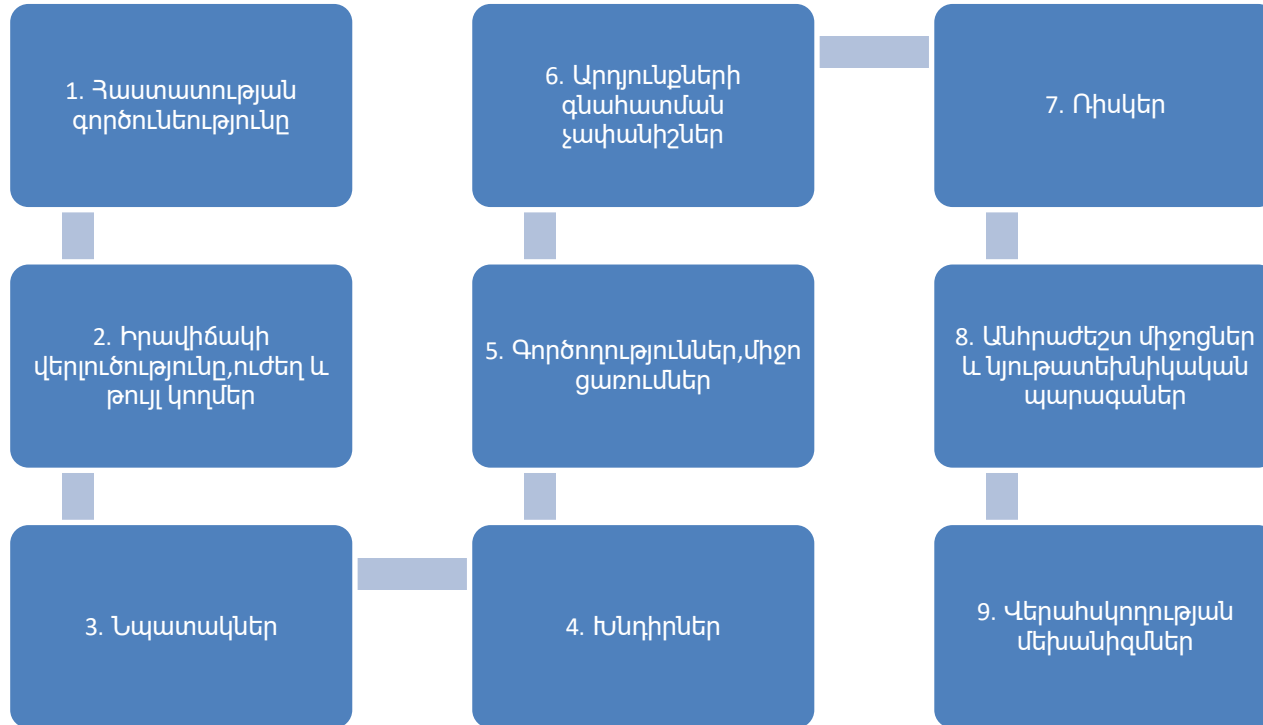 1. Հաստատության
գործունեությունը
2. Իրավիճակի
վերլուծությունը,ուժեղ և
թույլ կողմեր
3. Նպատակներ
4. Խնդիրներ
5. Գործողություններ,միջո
ցառումներ
6. Արդյունքների
գնահատման
չափանիշներ
7. Ռիսկեր
8. Անհրաժեշտ միջոցներ
և նյութատեխնիկական
պարագաներ
9. Վերահսկողության
մեխանիզմներ